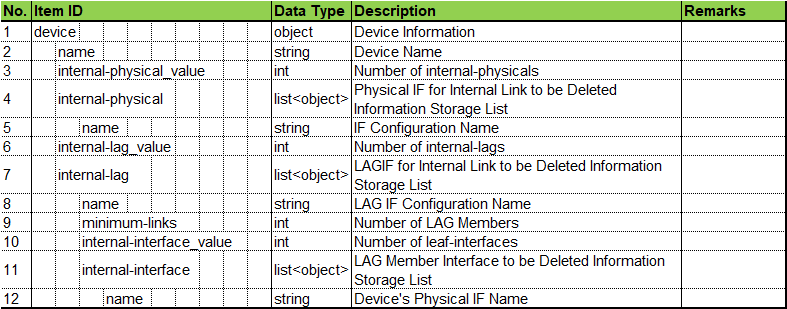 No. Item ID Data Type Description Remarks
1 device object Device Information
2 name string Device Name
3 internal-physical_value int Number of internal-physicals
4 internal-physical list<object> Physical IF for Internal Link to be Deleted
Information Storage List
5 name string IF Configuration Name
6 internal-lag_value int Number of internal-lags
7 internal-lag list<object> LAGIF for Internal Link to be Deleted Information
Storage List
8 name string LAG IF Configuration Name
9 minimum-links int Number of LAG Members
10 internal-interface_value int Number of leaf-interfaces
11 internal-interface list<object> LAG Member Interface to be Deleted Information
Storage List
12 name string Device's Physical IF Name